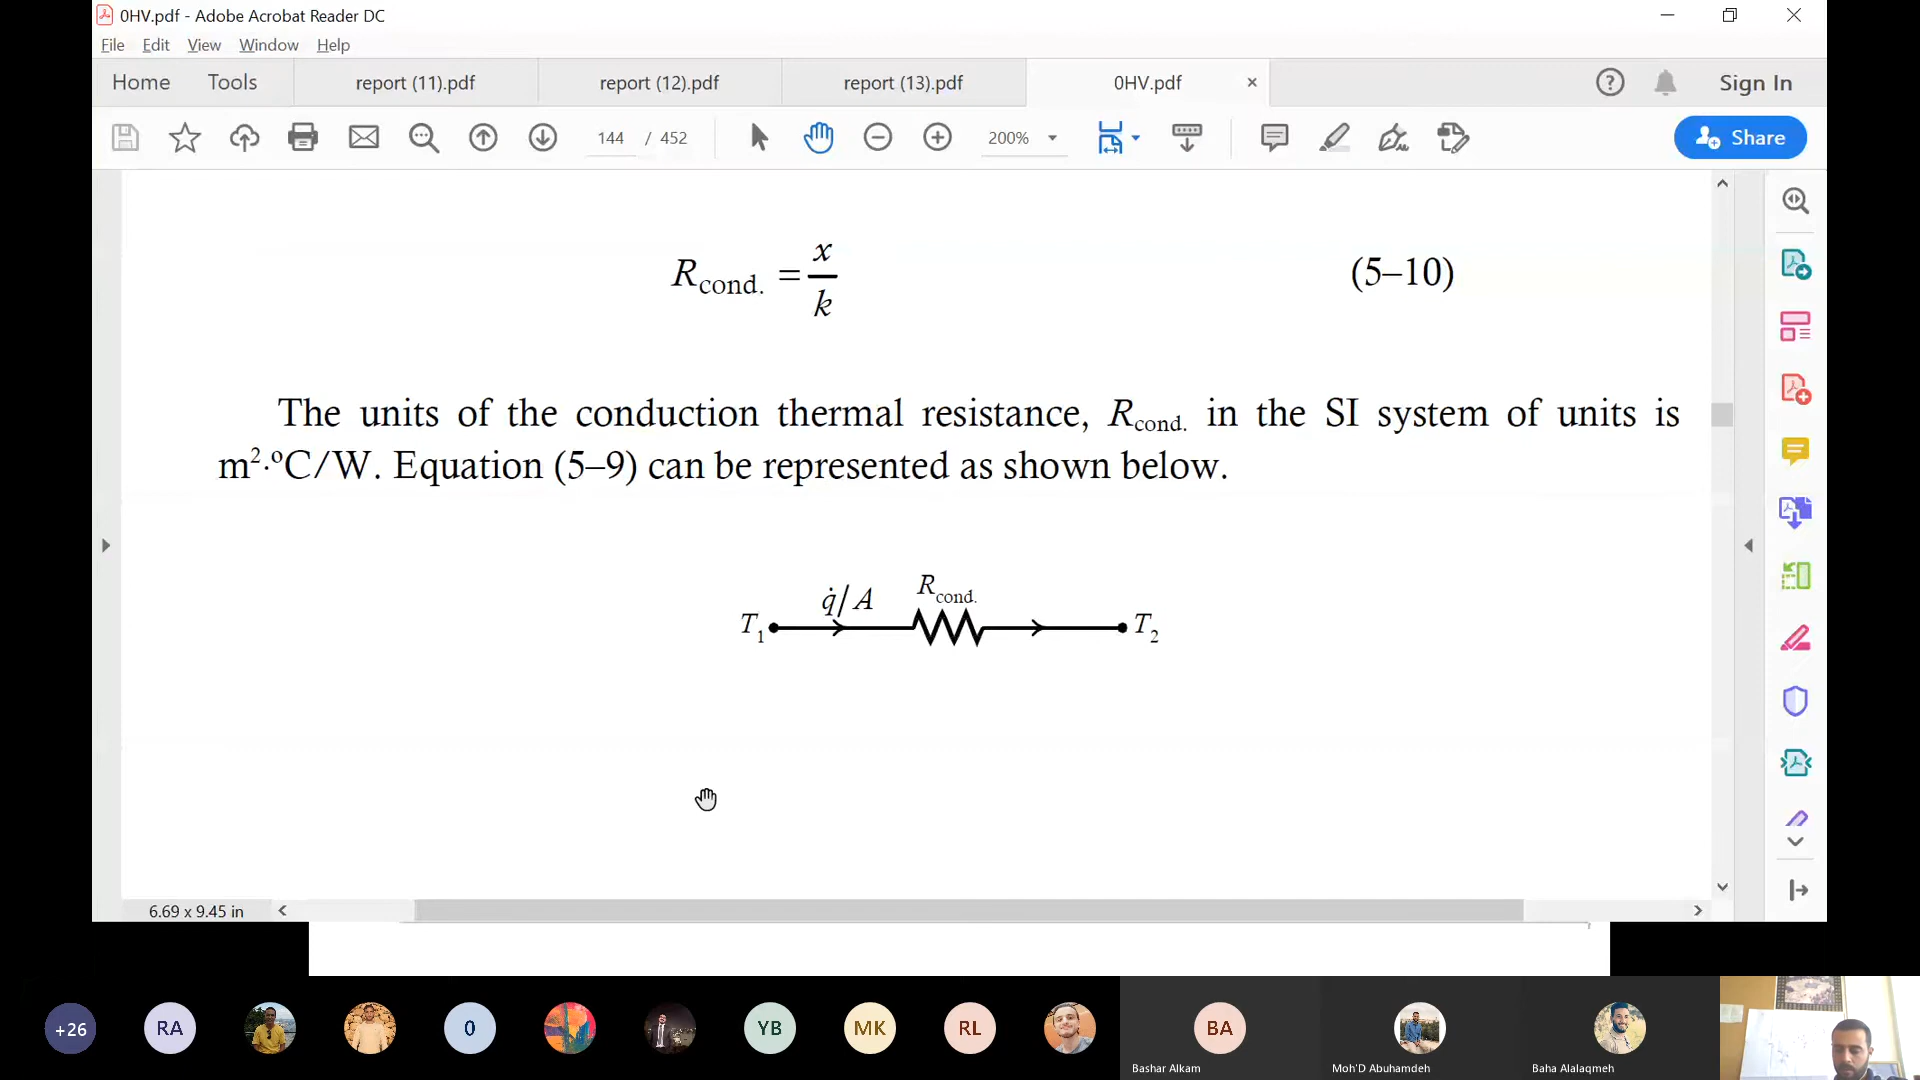 0HV.pdf - Adobe Acrobat Reader DC
File Edit View Window Help
Home Tools report (11).pdf report (12).pdf report (13).pdf 0HV.pdf × Sign In
144 / 452 200% Share
R_cond. = x/k (5–10)
The units of the conduction thermal resistance, R_cond. in the SI system of units is
m²·ºC/W. Equation (5–9) can be represented as shown below.
q̇/A R_cond.
T₁ T₂
6.69 x 9.45 in
+26 RA 0 YB MK RL BA
Bashar Alkam Moh'D Abuhamdeh Baha Alalaqmeh